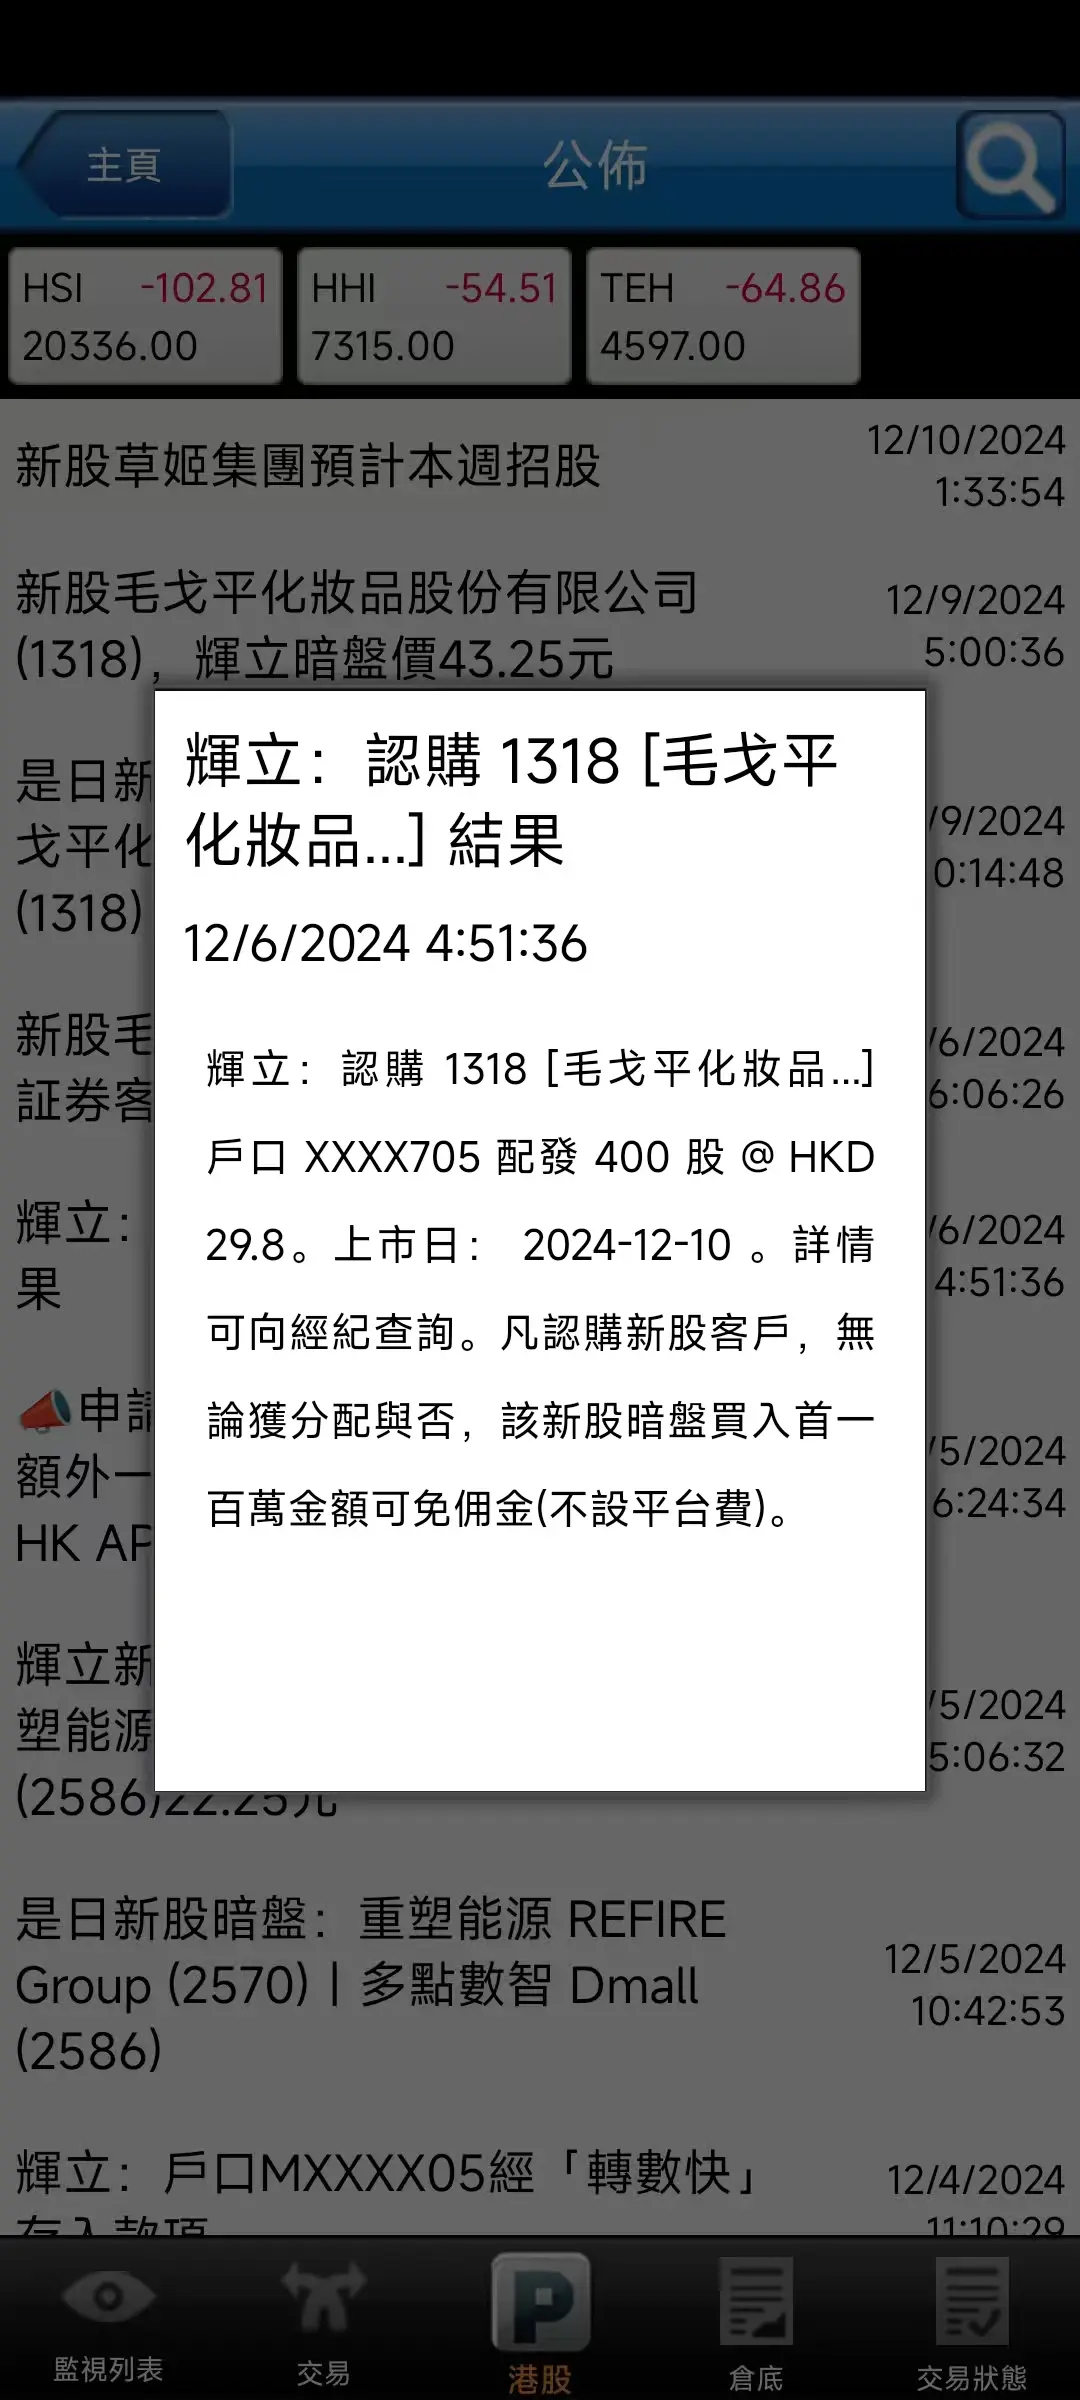 主頁
公佈
HSI -102.81
20336.00
HHI -54.51
7315.00
TEH -64.86
4597.00
新股草姬集團預計本週招股
12/10/2024
1:33:54
新股毛戈平化妝品股份有限公司
(1318)，輝立暗盤價43.25元
12/9/2024
5:00:36
是日新
戈平化
(1318)
/9/2024
0:14:48
新股毛
証券客
/6/2024
6:06:26
輝立：
果
/6/2024
4:51:36
申請
額外一
HK AP
/5/2024
6:24:34
輝立新
塑能源
(2586)22.25元
/5/2024
5:06:32
輝立：認購 1318 [毛戈平
化妝品...] 結果
12/6/2024 4:51:36
輝立：認購 1318 [毛戈平化妝品...]
戶口 XXXX705 配發 400 股 @ HKD
29.8。上市日： 2024-12-10 。詳情
可向經紀查詢。凡認購新股客戶，無
論獲分配與否，該新股暗盤買入首一
百萬金額可免佣金(不設平台費)。
是日新股暗盤：重塑能源 REFIRE
Group (2570) | 多點數智 Dmall
(2586)
12/5/2024
10:42:53
輝立：戶口MXXXX05經「轉數快」
存入款項
12/4/2024
11:10:29
監視列表
交易
P
港股
倉底
交易狀態